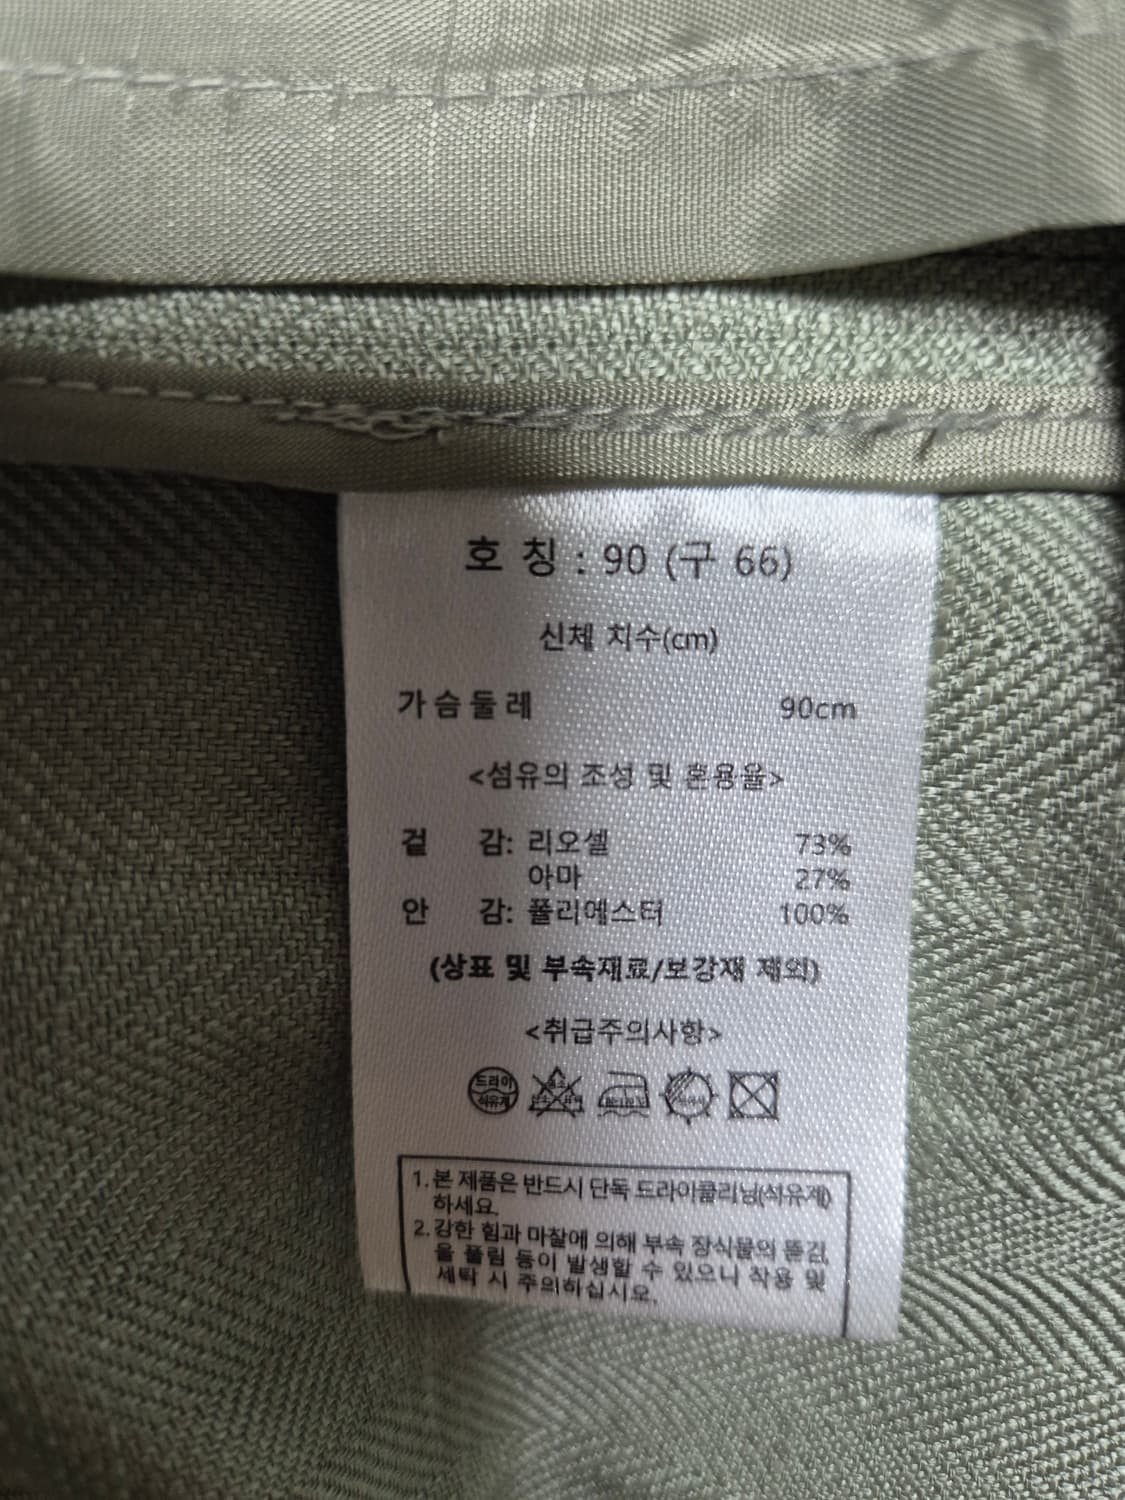 호 칭 : 90 (구 66)
신체 치수(cm)
가슴둘레 90cm
<섬유의 조성 및 혼용율>
겉 감: 리오셀 73%
아마 27%
안 감: 폴리에스터 100%
(상표 및 부속재료/보강재 제외)
<취급주의사항>
드라이
석유계
1. 본 제품은 반드시 단독 드라이클리닝(석유계)
하세요.
2. 강한 힘과 마찰에 의해 부속 장식물의 뜯김,
올 풀림 등이 발생할 수 있으니 착용 및
세탁 시 주의하십시오.